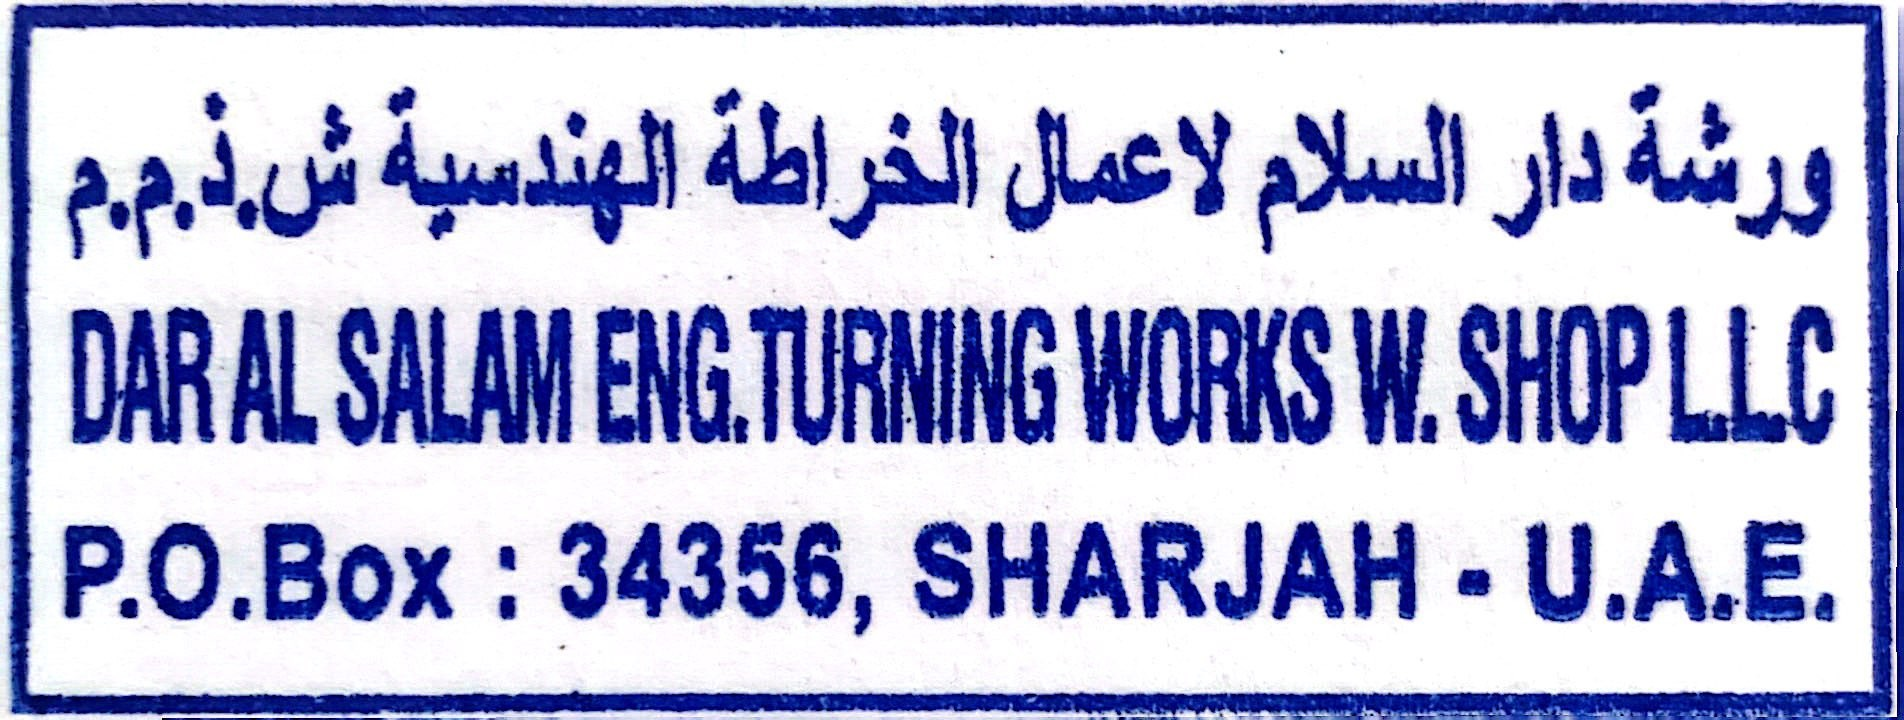 ورشة دار السلام لاعمال الخراطة الهندسية ش.ذ.م.م
DAR AL SALAM ENG.TURNING WORKS W. SHOP L.L.C
P.O.Box : 34356, SHARJAH - U.A.E.